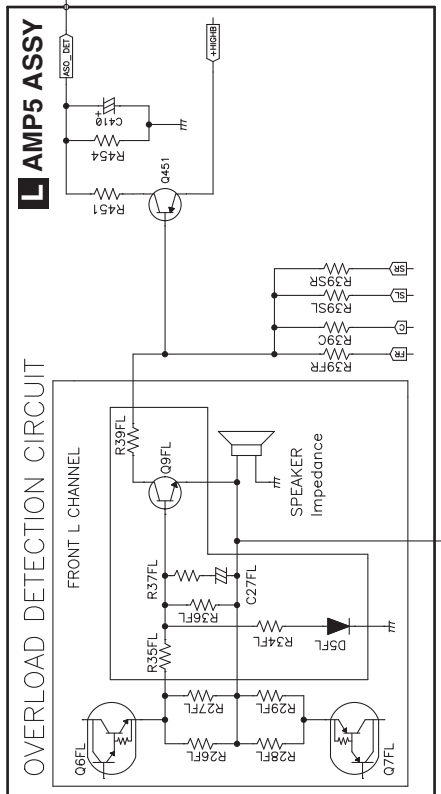 L AMP5 ASSY
ASO_DET
+HIGHB
+
C410
R454
R451
Q451
R39SR
SR
R39SL
SL
R39C
C
R39FR
FR
OVERLOAD DETECTION CIRCUIT
FRONT L CHANNEL
R39FL
Q9FL
SPEAKER
Impedance
R37FL
C27FL
R36FL
R35FL
R34FL
D5FL
R27FL
R29FL
R26FL
R28FL
Q6FL
Q7FL